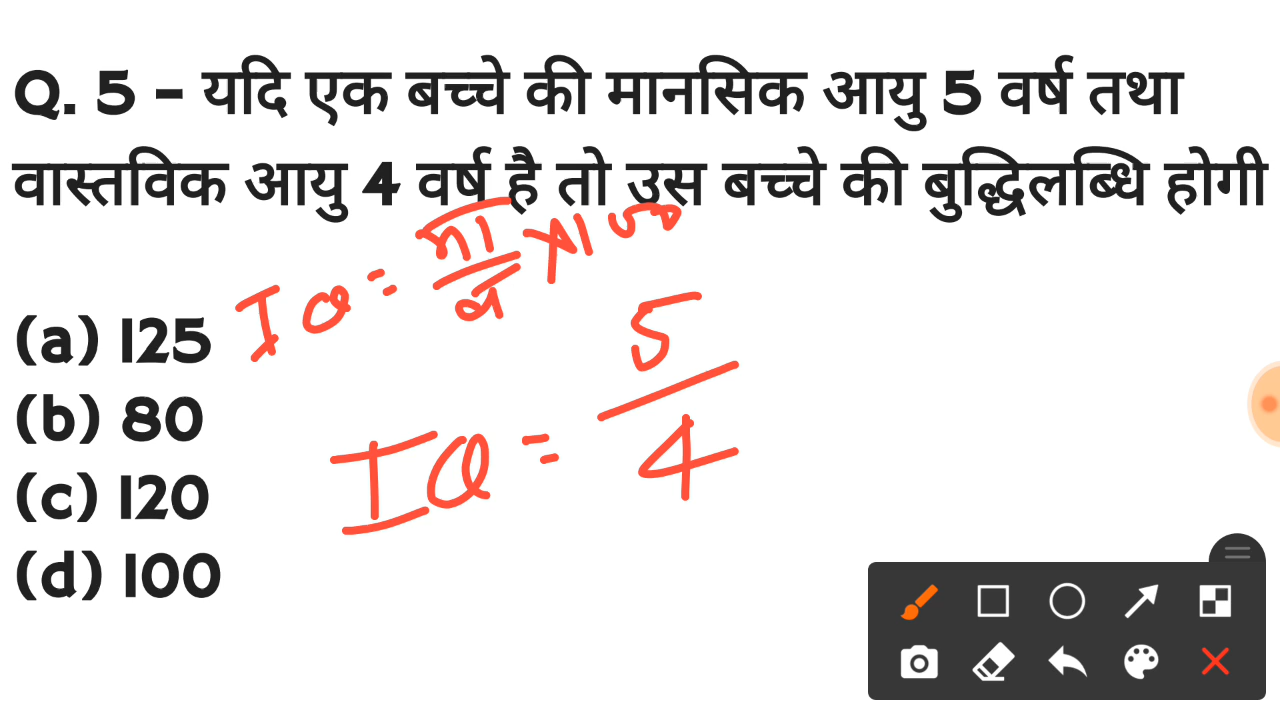 Q. 5 - यदि एक बच्चे की मानसिक आयु 5 वर्ष तथा
वास्तविक आयु 4 वर्ष है तो उस बच्चे की बुद्धिलब्धि होगी
IQ = मा/व × 100
(a) 125
(b) 80
IQ = 5/4
(c) 120
(d) 100